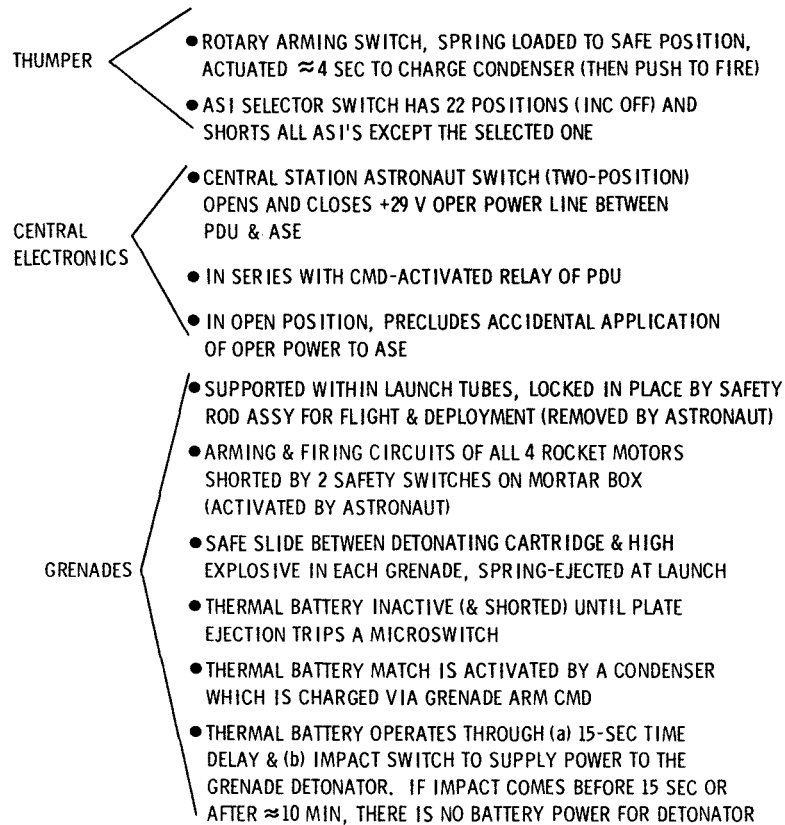 THUMPER
● ROTARY ARMING SWITCH, SPRING LOADED TO SAFE POSITION,
ACTUATED ≈4 SEC TO CHARGE CONDENSER (THEN PUSH TO FIRE)
● ASI SELECTOR SWITCH HAS 22 POSITIONS (INC OFF) AND
SHORTS ALL ASI'S EXCEPT THE SELECTED ONE
CENTRAL
ELECTRONICS
● CENTRAL STATION ASTRONAUT SWITCH (TWO-POSITION)
OPENS AND CLOSES +29 V OPER POWER LINE BETWEEN
PDU & ASE
● IN SERIES WITH CMD-ACTIVATED RELAY OF PDU
● IN OPEN POSITION, PRECLUDES ACCIDENTAL APPLICATION
OF OPER POWER TO ASE
GRENADES
● SUPPORTED WITHIN LAUNCH TUBES, LOCKED IN PLACE BY SAFETY
ROD ASSY FOR FLIGHT & DEPLOYMENT (REMOVED BY ASTRONAUT)
● ARMING & FIRING CIRCUITS OF ALL 4 ROCKET MOTORS
SHORTED BY 2 SAFETY SWITCHES ON MORTAR BOX
(ACTIVATED BY ASTRONAUT)
● SAFE SLIDE BETWEEN DETONATING CARTRIDGE & HIGH
EXPLOSIVE IN EACH GRENADE, SPRING-EJECTED AT LAUNCH
● THERMAL BATTERY INACTIVE (& SHORTED) UNTIL PLATE
EJECTION TRIPS A MICROSWITCH
● THERMAL BATTERY MATCH IS ACTIVATED BY A CONDENSER
WHICH IS CHARGED VIA GRENADE ARM CMD
● THERMAL BATTERY OPERATES THROUGH (a) 15-SEC TIME
DELAY & (b) IMPACT SWITCH TO SUPPLY POWER TO THE
GRENADE DETONATOR. IF IMPACT COMES BEFORE 15 SEC OR
AFTER ≈10 MIN, THERE IS NO BATTERY POWER FOR DETONATOR